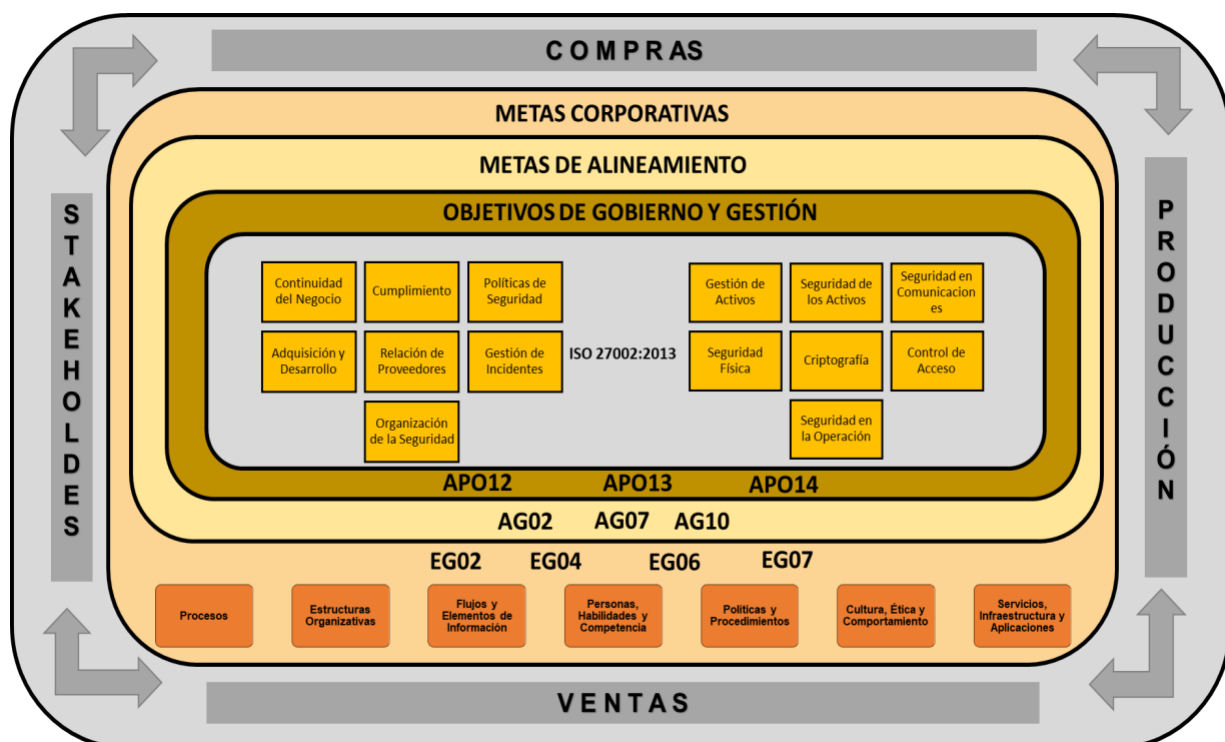 COMPRAS
METAS CORPORATIVAS
METAS DE ALINEAMIENTO
OBJETIVOS DE GOBIERNO Y GESTIÓN
STAKEHOLDES
PRODUCCIÓN
Continuidad
del Negocio
Cumplimiento
Políticas de
Seguridad
Gestión de
Activos
Seguridad de
los Activos
Seguridad en
Comunicacion
es
Adquisición y
Desarrollo
Relación de
Proveedores
Gestión de
Incidentes
ISO 27002:2013
Seguridad
Física
Criptografía
Control de
Acceso
Organización
de la Seguridad
Seguridad en
la Operación
APO12 APO13 APO14
AG02 AG07 AG10
EG02 EG04 EG06 EG07
Procesos
Estructuras
Organizativas
Flujos y
Elementos de
Información
Personas,
Habilidades y
Competencia
Políticas y
Procedimientos
Cultura, Ética y
Comportamiento
Servicios,
Infraestructura y
Aplicaciones
VENTAS